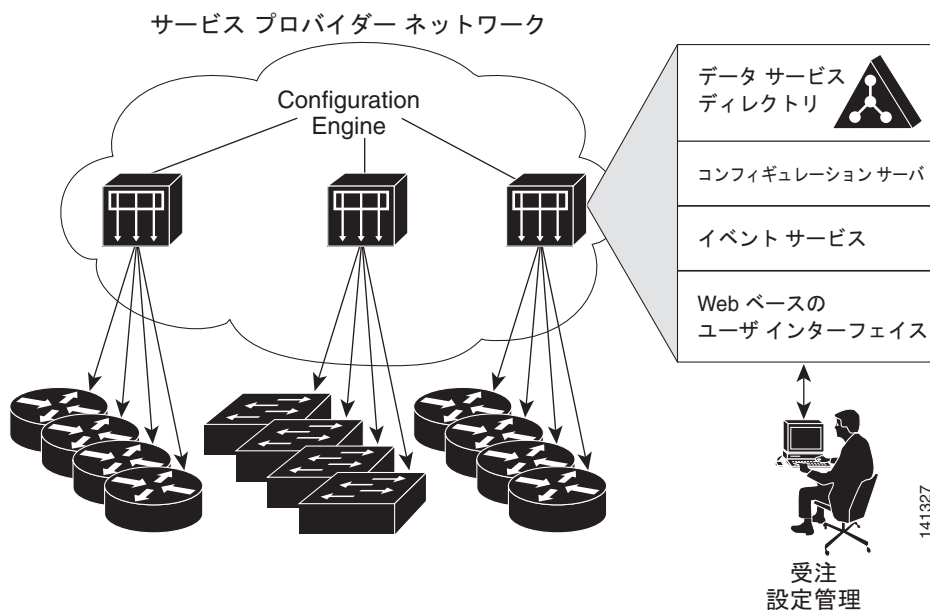 サービス プロバイダー ネットワーク
Configuration
Engine
データ サービス
ディレクトリ
コンフィギュレーション サーバ
イベント サービス
Web ベースの
ユーザ インターフェイス
141327
受注
設定管理